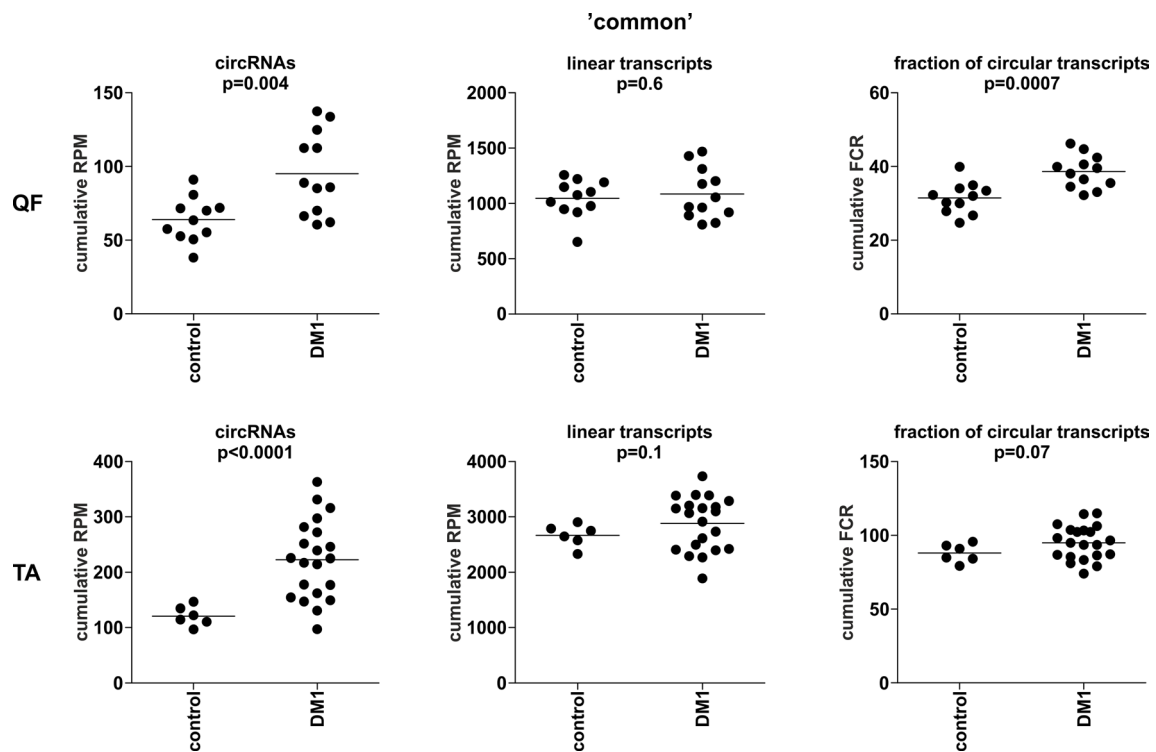 'common'
circRNAs
p=0.004
cumulative RPM
150
100
50
0
control
DM1
linear transcripts
p=0.6
cumulative RPM
2000
1500
1000
500
0
control
DM1
fraction of circular transcripts
p=0.0007
cumulative FCR
60
40
20
0
control
DM1
QF
circRNAs
p<0.0001
cumulative RPM
400
300
200
100
0
control
DM1
linear transcripts
p=0.1
cumulative RPM
4000
3000
2000
1000
0
control
DM1
fraction of circular transcripts
p=0.07
cumulative FCR
150
100
50
0
control
DM1
TA